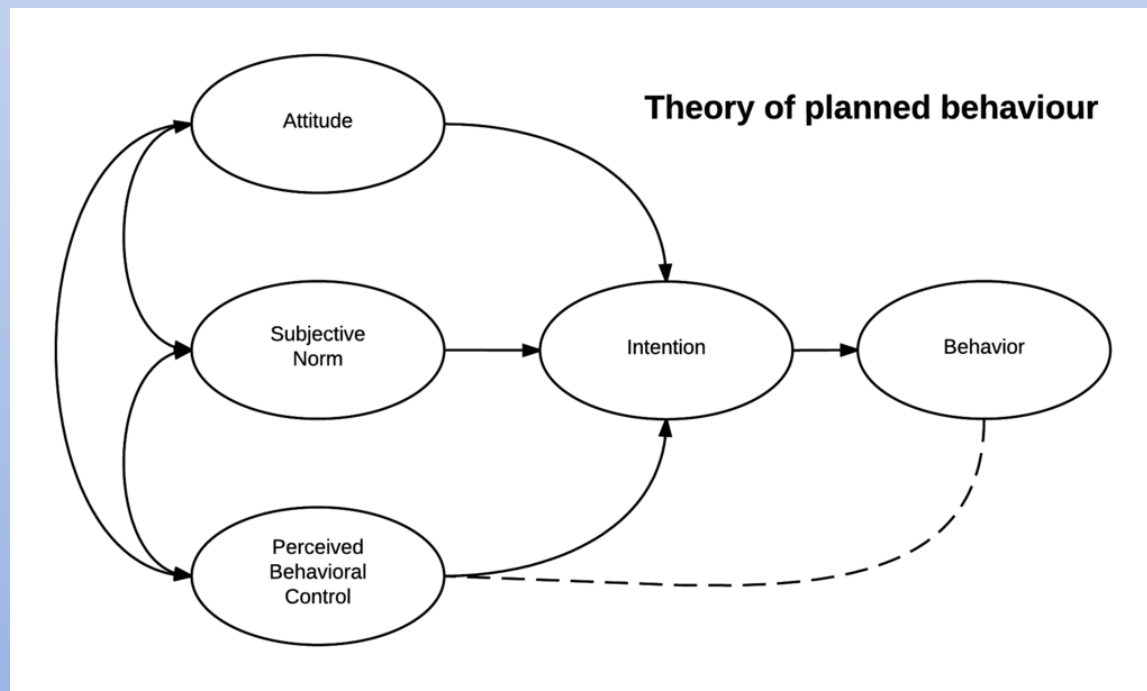 Theory of planned behaviour
Attitude
Subjective
Norm
Intention
Behavior
Perceived
Behavioral
Control